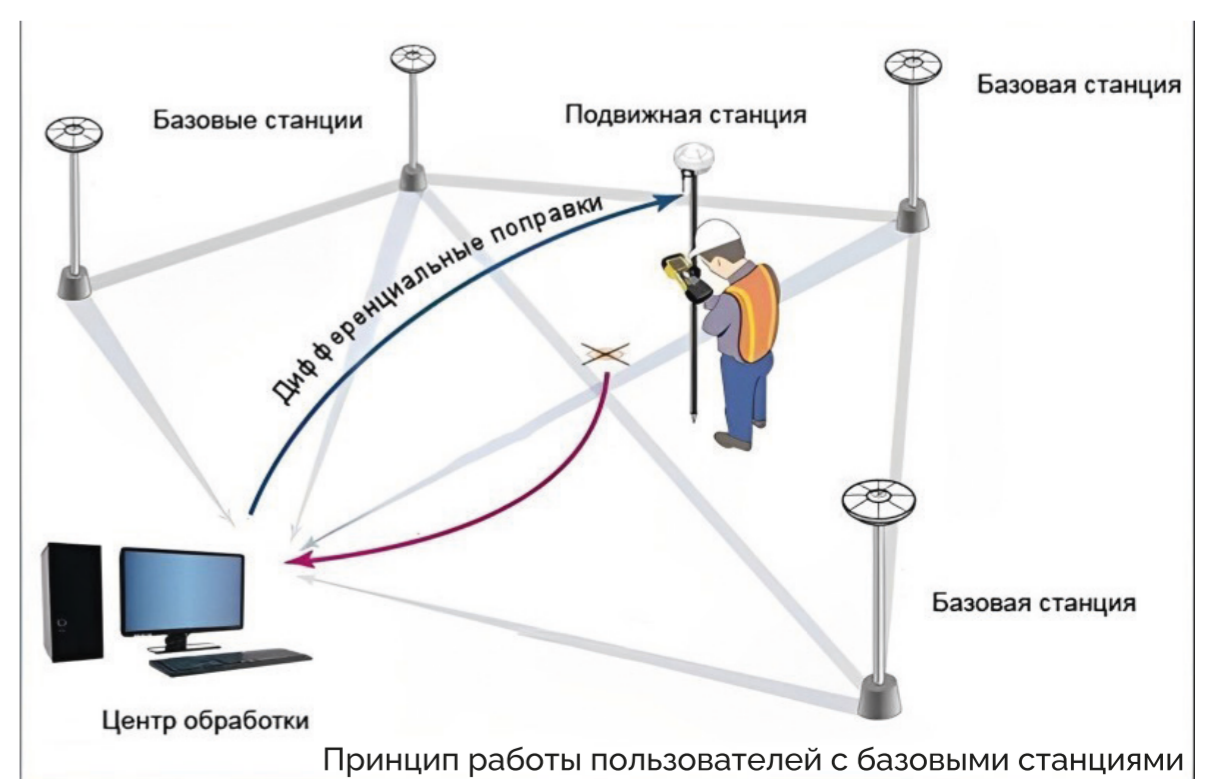 Базовая станция
Базовые станции
Подвижная станция
Дифференциальные поправки
Базовая станция
Центр обработки
Принцип работы пользователей с базовыми станциями